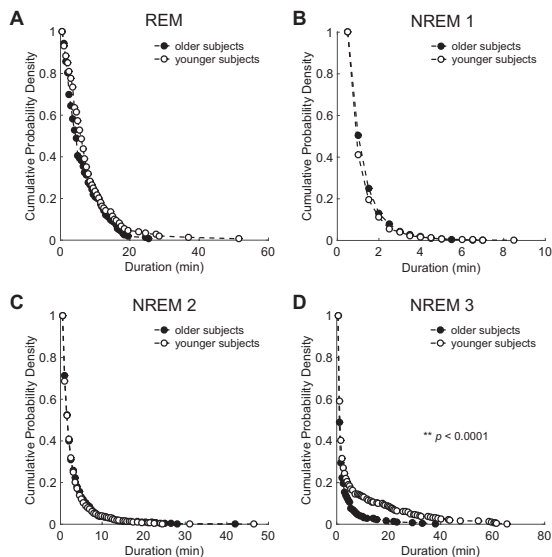 A REM
older subjects
younger subjects
Cumulative Probability Density
1
0.8
0.6
0.4
0.2
0
0 20 40 60
Duration (min)
B NREM 1
older subjects
younger subjects
Cumulative Probability Density
1
0.8
0.6
0.4
0.2
0
0 2 4 6 8 10
Duration (min)
C NREM 2
older subjects
younger subjects
Cumulative Probability Density
1
0.8
0.6
0.4
0.2
0
0 10 20 30 40 50
Duration (min)
D NREM 3
older subjects
younger subjects
** p < 0.0001
Cumulative Probability Density
1
0.8
0.6
0.4
0.2
0
0 20 40 60 80
Duration (min)